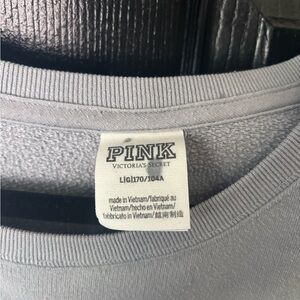 PINK
VICTORIA'S SECRET
L|G|170/104A
made in Vietnam/fabriqué au
Vietnam/hecho en Vietnam/
fabbricato in Vietnam/越南制造